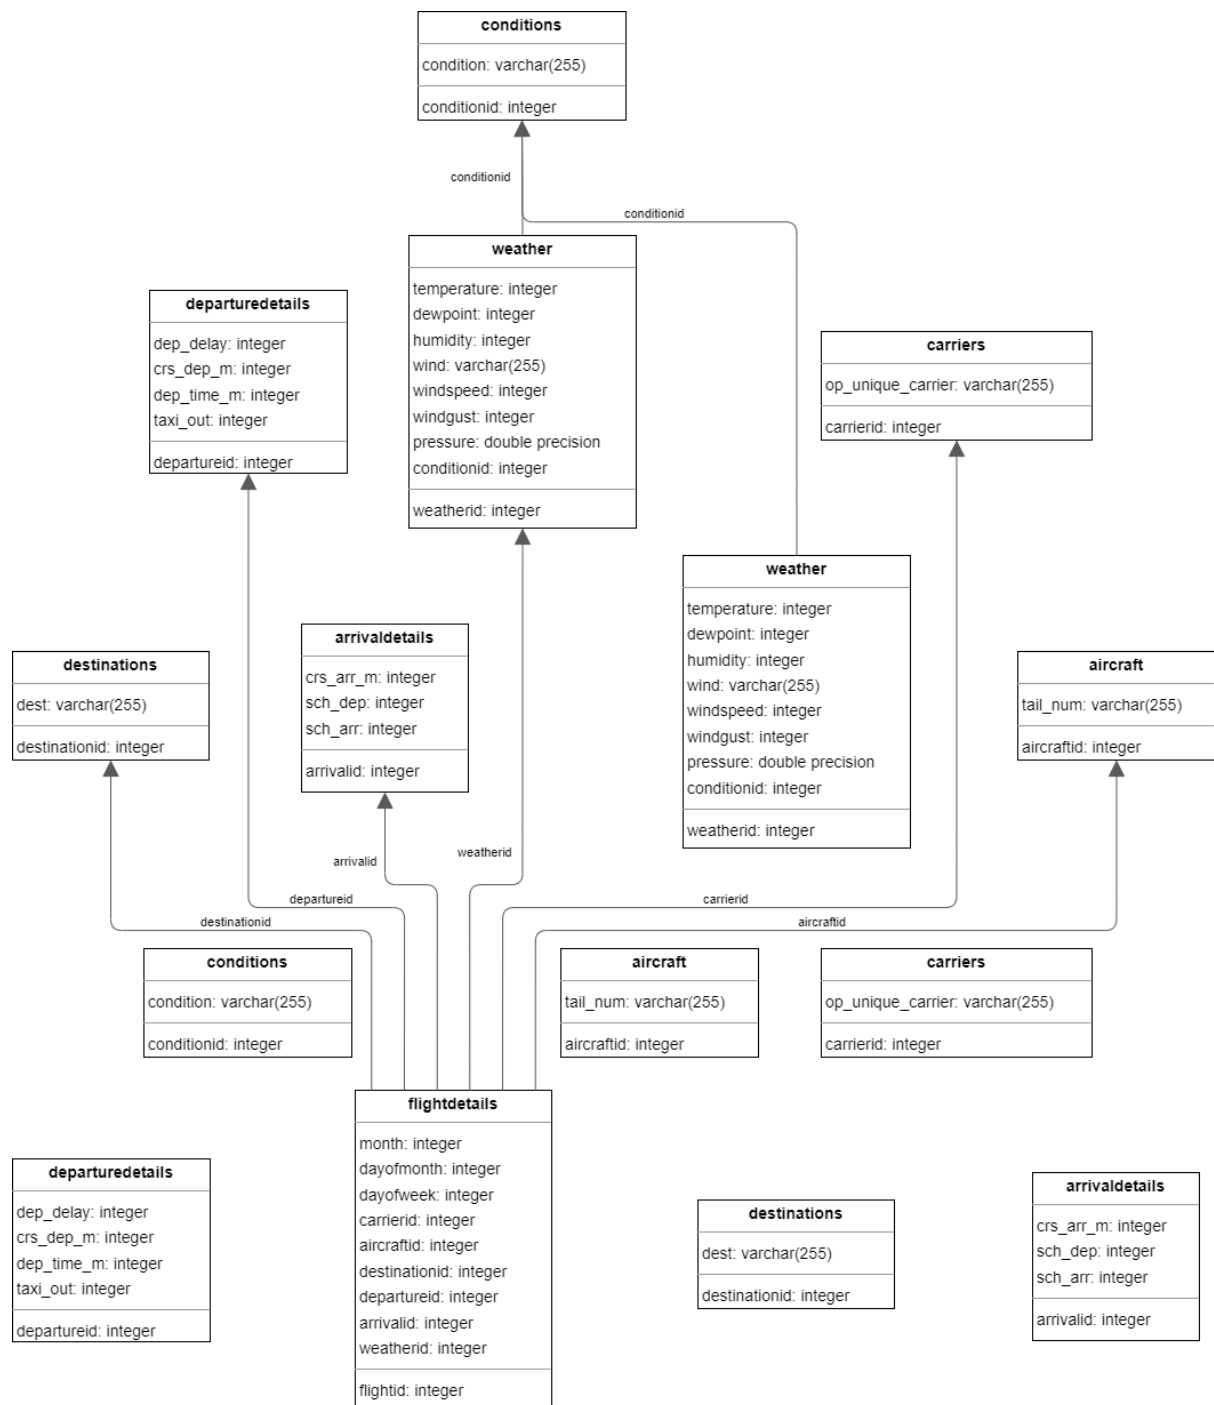 conditions
condition: varchar(255)
conditionid: integer
conditionid
conditionid
weather
temperature: integer
dewpoint: integer
humidity: integer
wind: varchar(255)
windspeed: integer
windgust: integer
pressure: double precision
conditionid: integer
weatherid: integer
departuredetails
dep_delay: integer
crs_dep_m: integer
dep_time_m: integer
taxi_out: integer
departureid: integer
carriers
op_unique_carrier: varchar(255)
carrierid: integer
weather
temperature: integer
dewpoint: integer
humidity: integer
wind: varchar(255)
windspeed: integer
windgust: integer
pressure: double precision
conditionid: integer
weatherid: integer
arrivaldetails
crs_arr_m: integer
sch_dep: integer
sch_arr: integer
arrivalid: integer
destinations
dest: varchar(255)
destinationid: integer
aircraft
tail_num: varchar(255)
aircraftid: integer
weatherid
arrivalid
departureid
carrierid
destinationid
aircraftid
conditions
condition: varchar(255)
conditionid: integer
aircraft
tail_num: varchar(255)
aircraftid: integer
carriers
op_unique_carrier: varchar(255)
carrierid: integer
flightdetails
month: integer
dayofmonth: integer
dayofweek: integer
carrierid: integer
aircraftid: integer
destinationid: integer
departureid: integer
arrivalid: integer
weatherid: integer
flightid: integer
departuredetails
dep_delay: integer
crs_dep_m: integer
dep_time_m: integer
taxi_out: integer
departureid: integer
destinations
dest: varchar(255)
destinationid: integer
arrivaldetails
crs_arr_m: integer
sch_dep: integer
sch_arr: integer
arrivalid: integer